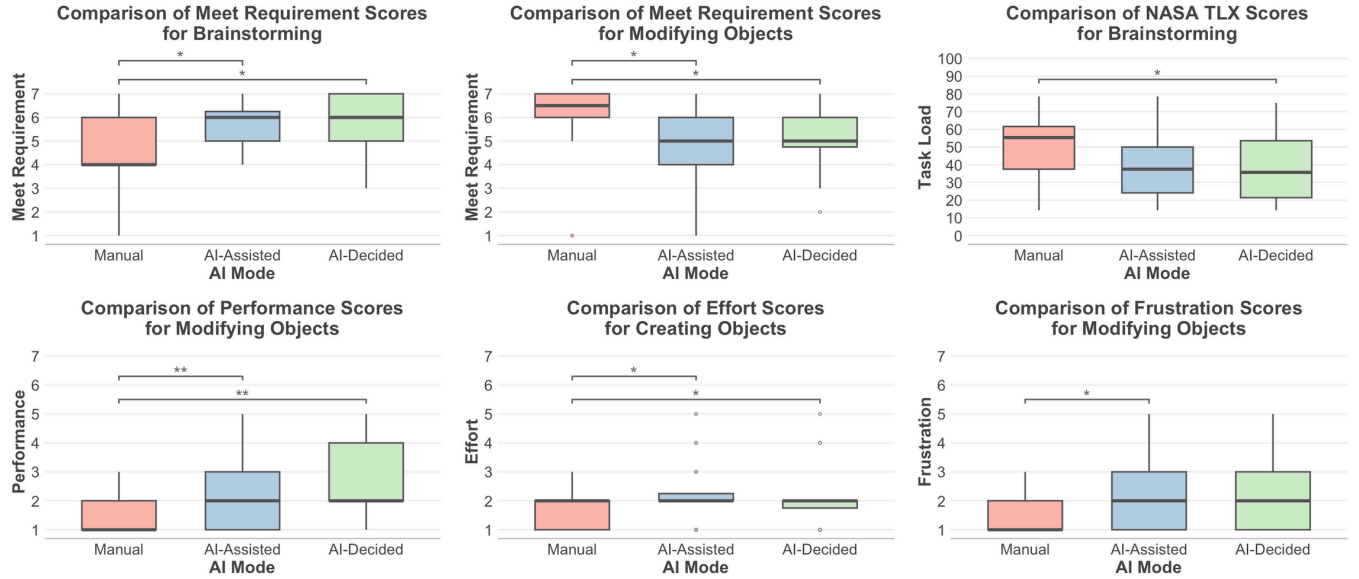 Comparison of Meet Requirement Scores
for Brainstorming
*
*
Meet Requirement
7
6
5
4
3
2
1
Manual
AI-Assisted
AI-Decided
AI Mode
Comparison of Meet Requirement Scores
for Modifying Objects
*
*
Meet Requirement
7
6
5
4
3
2
1
Manual
AI-Assisted
AI-Decided
AI Mode
Comparison of NASA TLX Scores
for Brainstorming
*
Task Load
100
90
80
70
60
50
40
30
20
10
0
Manual
AI-Assisted
AI-Decided
AI Mode
Comparison of Performance Scores
for Modifying Objects
**
**
Performance
7
6
5
4
3
2
1
Manual
AI-Assisted
AI-Decided
AI Mode
Comparison of Effort Scores
for Creating Objects
*
*
Effort
7
6
5
4
3
2
1
Manual
AI-Assisted
AI-Decided
AI Mode
Comparison of Frustration Scores
for Modifying Objects
*
Frustration
7
6
5
4
3
2
1
Manual
AI-Assisted
AI-Decided
AI Mode